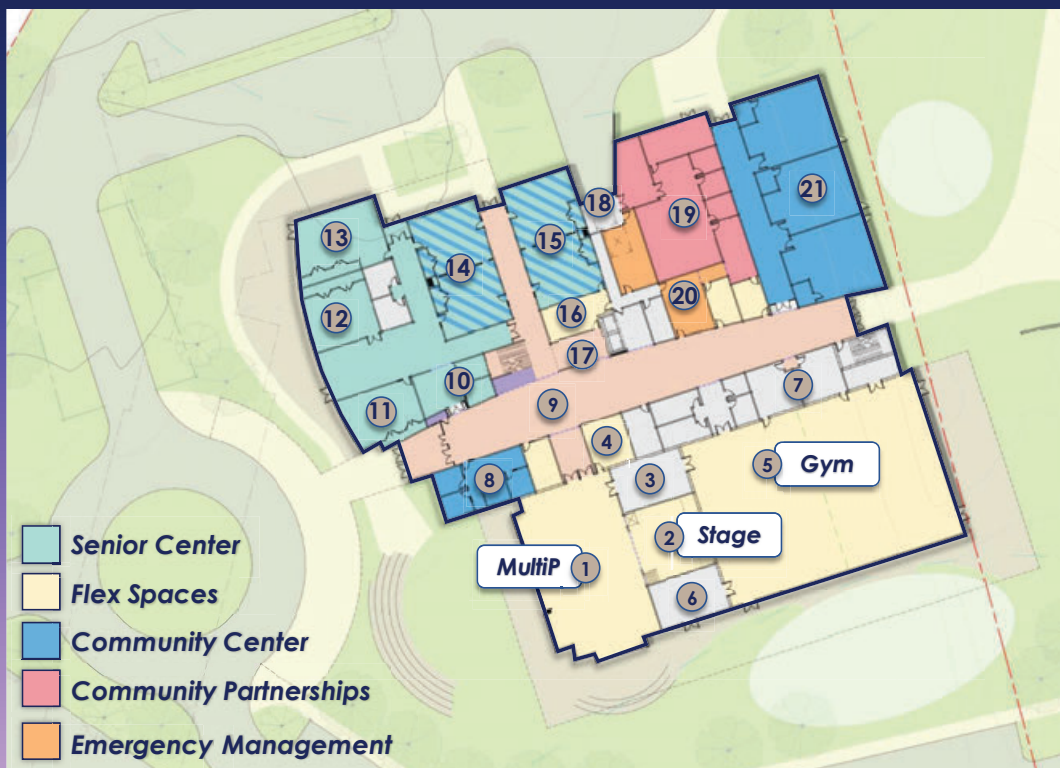 21
18
19
13
15
14
20
12
16
17
10
7
9
11
4
5 Gym
8
3
2 Stage
MultiP 1
6
Senior Center
Flex Spaces
Community Center
Community Partnerships
Emergency Management